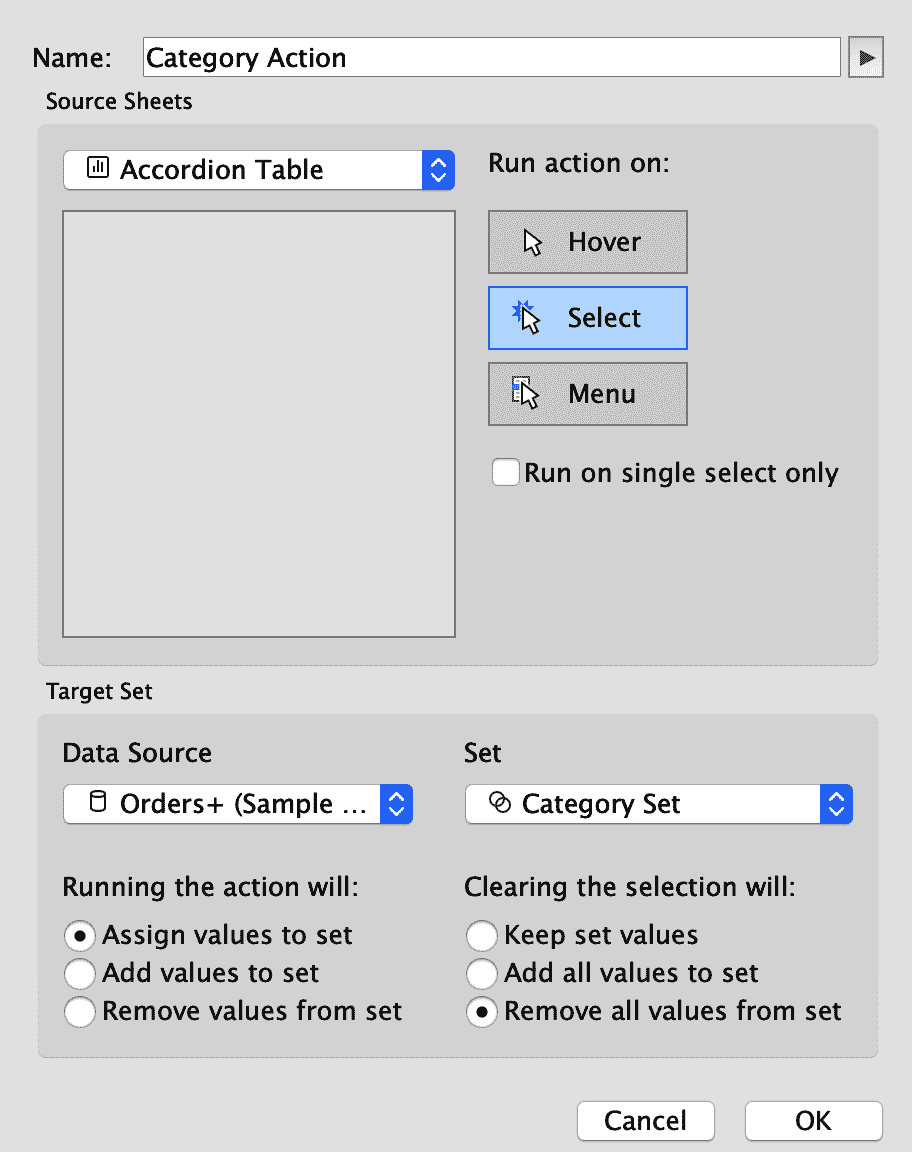 Name: Category Action
Source Sheets
Accordion Table
Run action on:
Hover
Select
Menu
Run on single select only
Target Set
Data Source
Orders+ (Sample ...
Set
Category Set
Running the action will:
Assign values to set
Add values to set
Remove values from set
Clearing the selection will:
Keep set values
Add all values to set
Remove all values from set
Cancel
OK